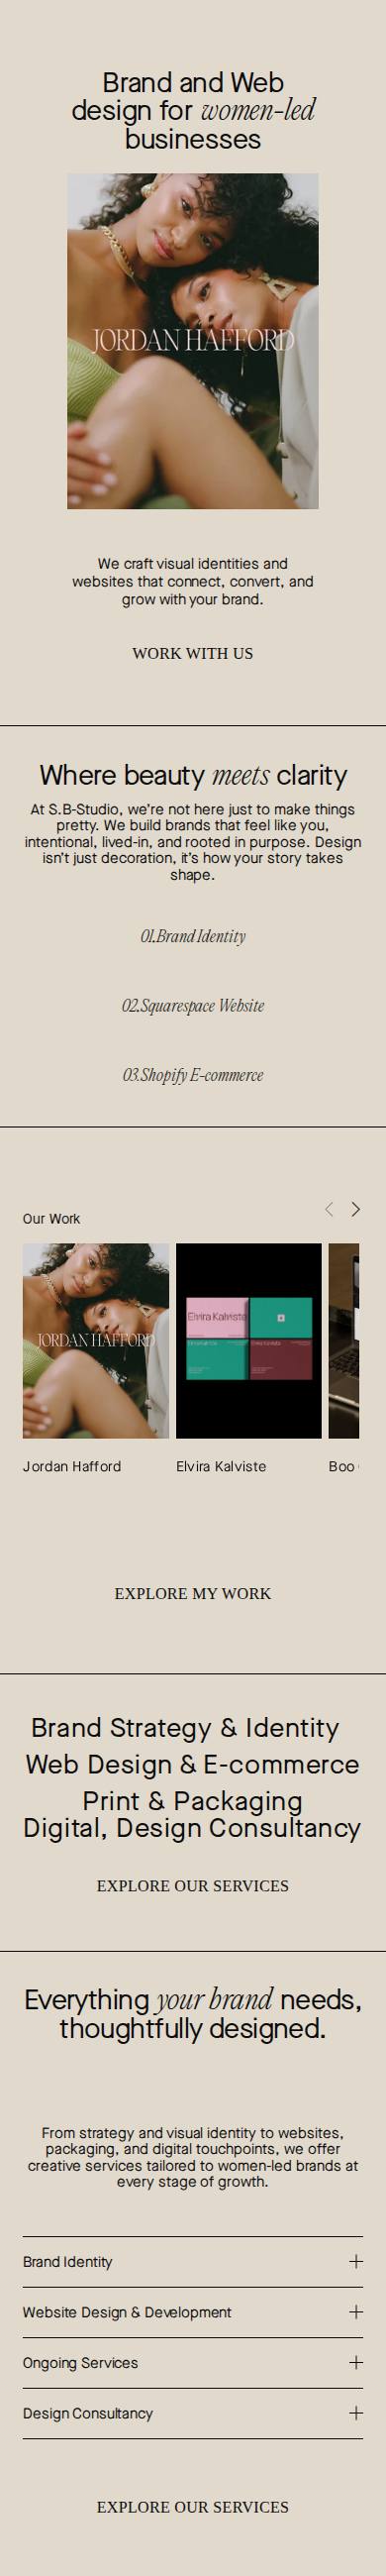 Brand and Web
design for women-led
businesses
JORDAN HAFFORD
We craft visual identities and
websites that connect, convert, and
grow with your brand.
WORK WITH US
Where beauty meets clarity
At S.B-Studio, we’re not here just to make things
pretty. We build brands that feel like you,
intentional, lived-in, and rooted in purpose. Design
isn’t just decoration, it’s how your story takes
shape.
01.Brand Identity
02.Squarespace Website
03.Shopify E-commerce
Our Work
JORDAN HAFFORD
Elvira Kalviste
Jordan Hafford
Elvira Kalviste
Boo
EXPLORE MY WORK
Brand Strategy & Identity
Web Design & E-commerce
Print & Packaging
Digital, Design Consultancy
EXPLORE OUR SERVICES
Everything your brand needs,
thoughtfully designed.
From strategy and visual identity to websites,
packaging, and digital touchpoints, we offer
creative services tailored to women-led brands at
every stage of growth.
Brand Identity
Website Design & Development
Ongoing Services
Design Consultancy
EXPLORE OUR SERVICES